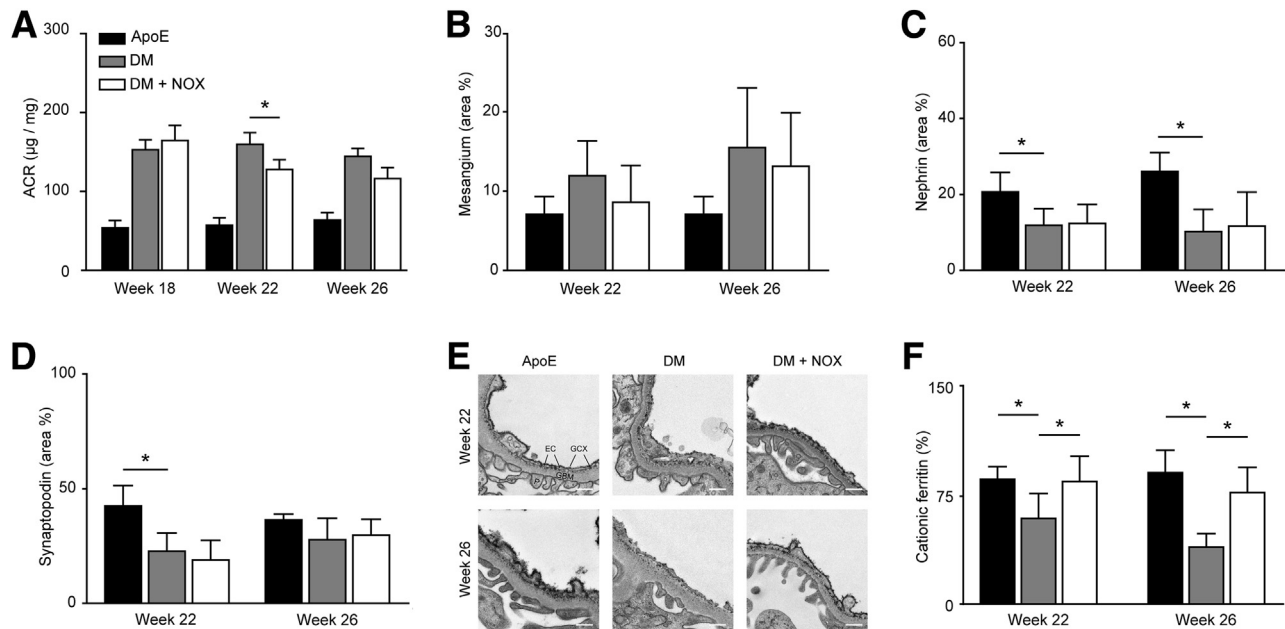 A
ACR (µg / mg)
300
200
100
0
ApoE
DM
DM + NOX
*
Week 18
Week 22
Week 26
B
Mesangium (area %)
30
20
10
0
Week 22
Week 26
C
Nephrin (area %)
60
40
20
0
*
*
Week 22
Week 26
D
Synaptopodin (area %)
100
50
0
*
Week 22
Week 26
E
ApoE
DM
DM + NOX
Week 22
EC
GCX
P
GBM
Week 26
F
Cationic ferritin (%)
150
75
0
*
*
*
*
Week 22
Week 26